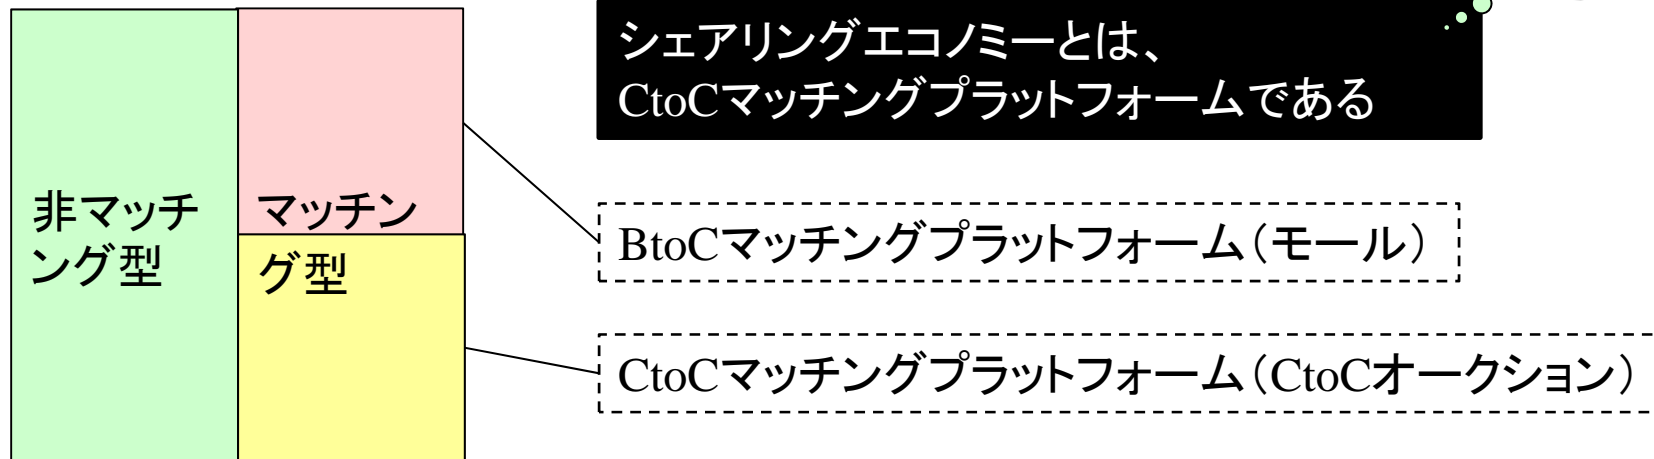 シェアリングエコノミーとは、
CtoCマッチングプラットフォームである
非マッチ
ング型
マッチン
グ型
BtoCマッチングプラットフォーム（モール）
CtoCマッチングプラットフォーム（CtoCオークション）